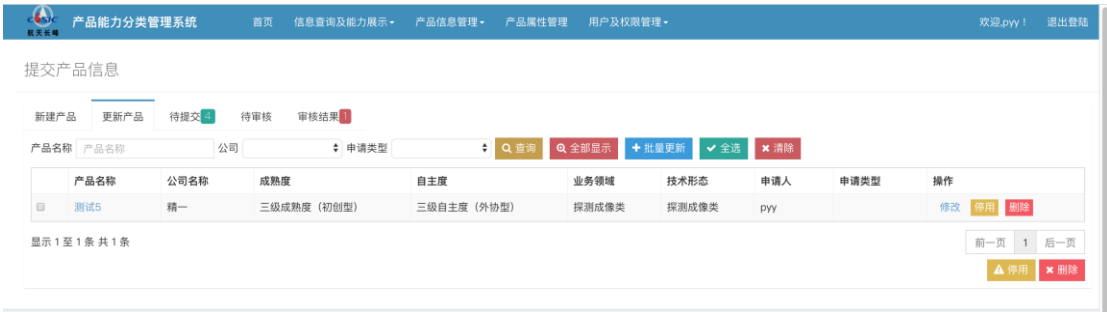 CASIC
航天长峰
产品能力分类管理系统 首页 信息查询及能力展示 产品信息管理 产品属性管理 用户及权限管理 欢迎,pyy！ 退出登陆
提交产品信息
新建产品 更新产品 待提交 4 待审核 审核结果 1
产品名称 产品名称 公司 申请类型 查询 全部显示 批量更新 全选 清除
产品名称 公司名称 成熟度 自主度 业务领域 技术形态 申请人 申请类型 操作
测试5 精一 三级成熟度（初创型） 三级自主度（外协型） 探测成像类 探测成像类 pyy 修改 停用 删除
显示 1 至 1 条 共 1 条
前一页 1 后一页
停用 删除